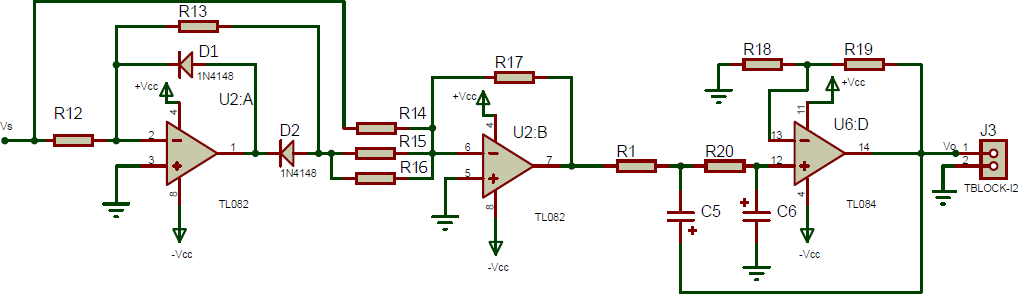 R13
D1
1N4148
+Vcc
U2:A
4
Vs
R12
2
3
1
8
TL082
-Vcc
D2
1N4148
R14
R15
R16
R17
+Vcc
U2:B
4
6
5
7
8
TL082
-Vcc
R1
R20
C5
C6
R18
R19
+Vcc
11
U6:D
13
12
14
4
TL084
-Vcc
J3
Vo
1
2
TBLOCK-I2